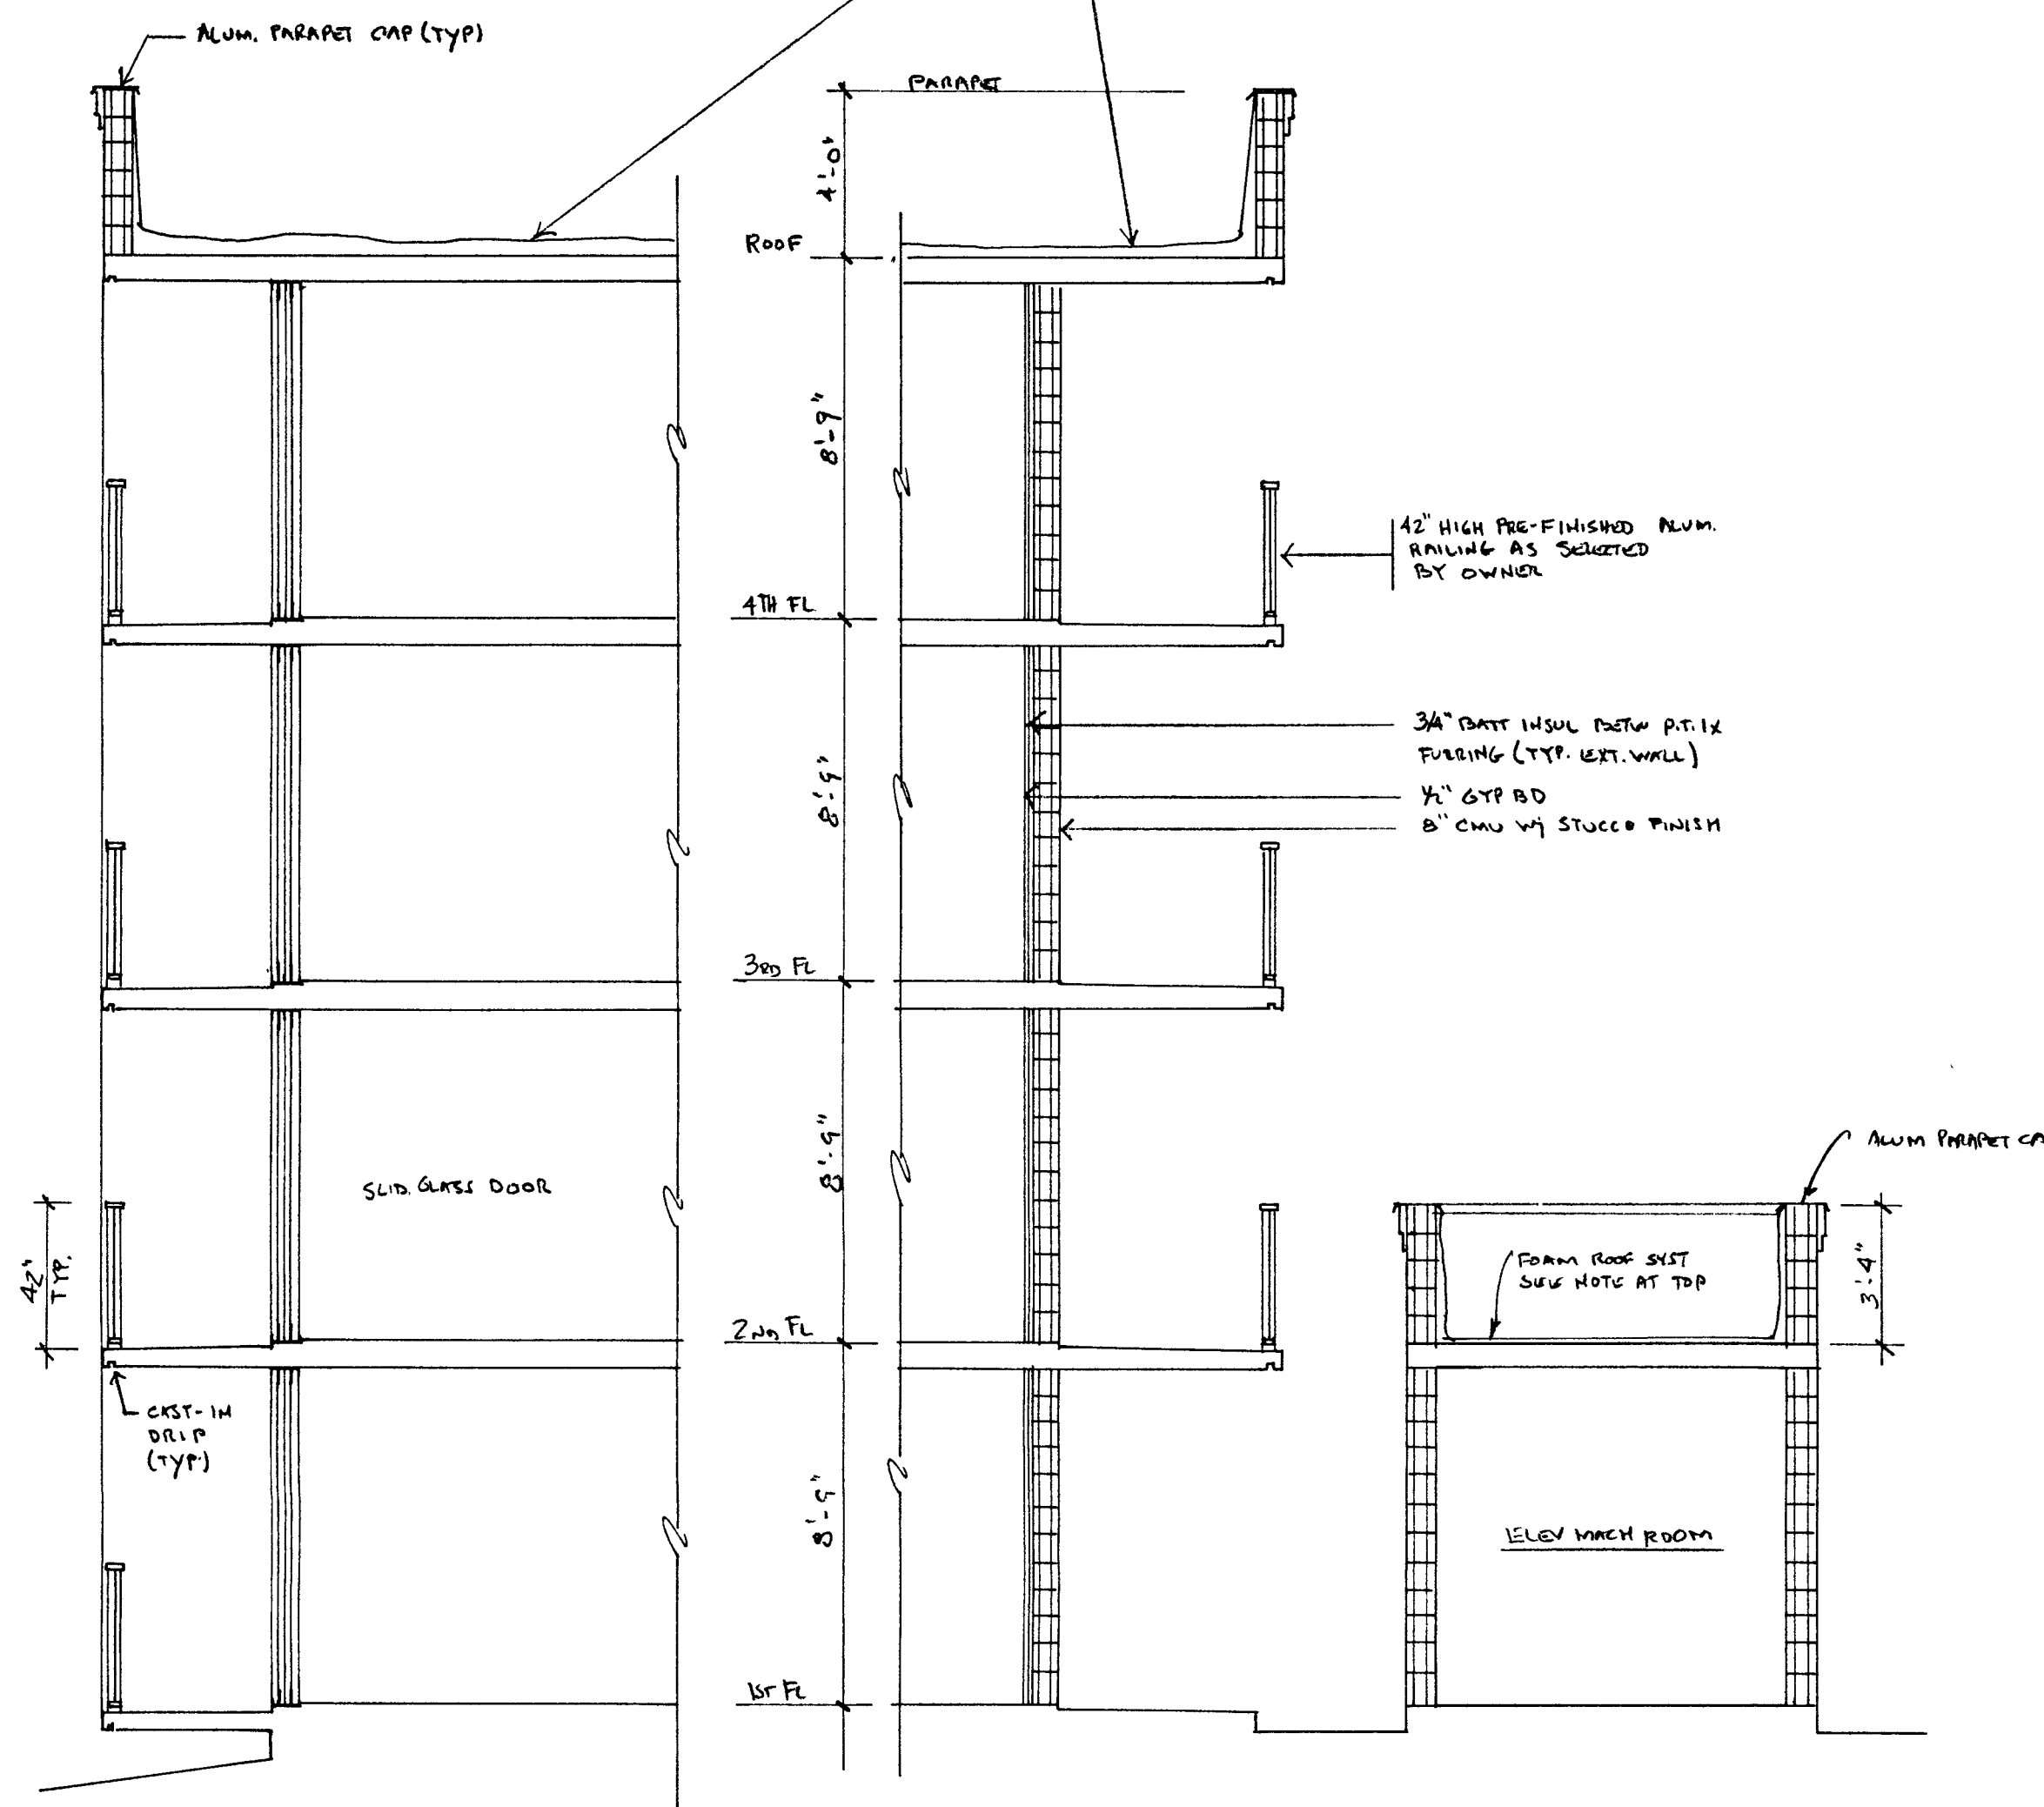 ALUM. PARAPET CAP (TYP)
PARAPET
4'-0"
ROOF
8'-9"
42" HIGH PRE-FINISHED ALUM.
RAILING AS SELECTED
BY OWNER
4TH FL
3/4" BATT INSUL BETW P.T. 1X
FURRING (TYP. EXT. WALL)
1/2" GYP BD
8" CMU W/ STUCCO FINISH
8'-9"
3RD FL
ALUM PARAPET CA
SLID. GLASS DOOR
8'-9"
42"
TYP.
FOAM ROOF SYST
SEE NOTE AT TOP
3'-4"
2ND FL
CAST-IN
DRIP
(TYP.)
8'-9"
ELEV MACH ROOM
1ST FL